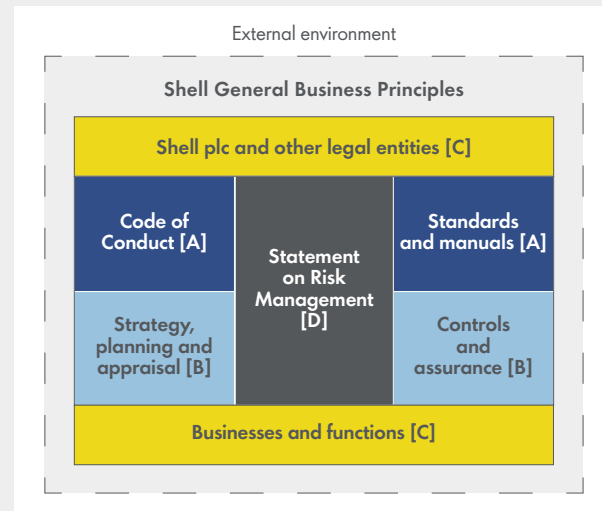 External environment
Shell General Business Principles
Shell plc and other legal entities [C]
Code of
Conduct [A]
Statement
on Risk
Management
[D]
Standards
and manuals [A]
Strategy,
planning and
appraisal [B]
Controls
and
assurance [B]
Businesses and functions [C]